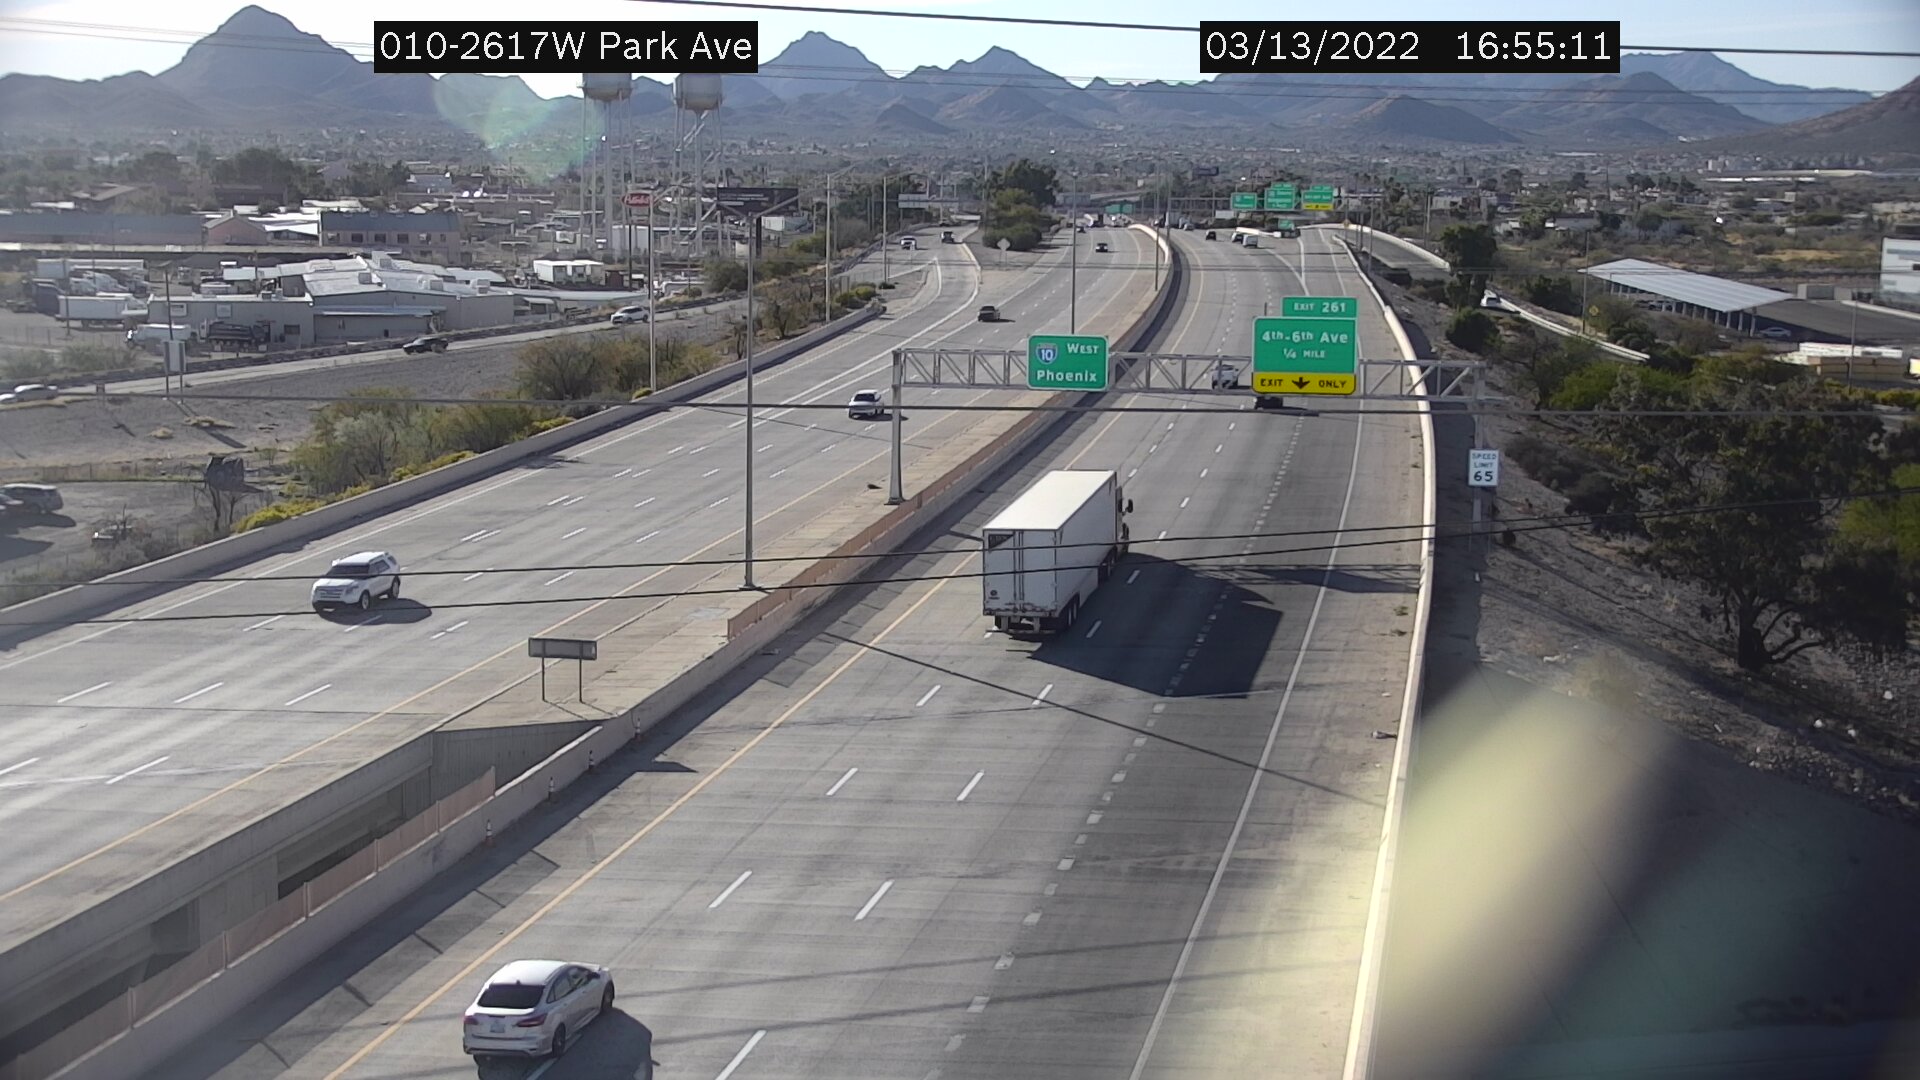 010-2617W Park Ave
03/13/2022 16:55:11
EXIT 261
4th-6th Ave
1/4 MILE
EXIT ONLY
10 WEST
Phoenix
SPEED
LIMIT
65